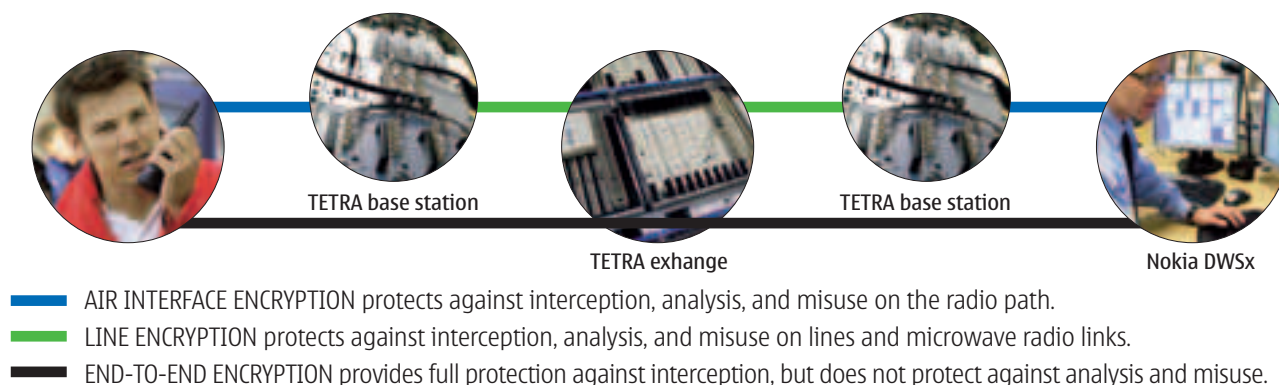 TETRA base station
TETRA base station
TETRA exhange
Nokia DWSx
AIR INTERFACE ENCRYPTION protects against interception, analysis, and misuse on the radio path.
LINE ENCRYPTION protects against interception, analysis, and misuse on lines and microwave radio links.
END-TO-END ENCRYPTION provides full protection against interception, but does not protect against analysis and misuse.